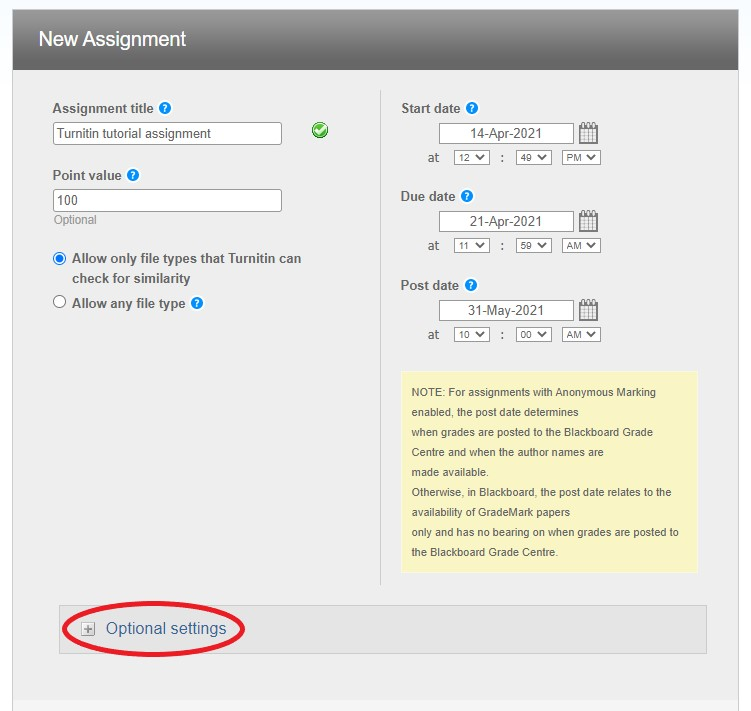 New Assignment
Assignment title ?
Turnitin tutorial assignment
Point value ?
100
Optional
Allow only file types that Turnitin can
check for similarity
Allow any file type ?
Start date ?
14-Apr-2021
at 12 : 49 PM
Due date ?
21-Apr-2021
at 11 : 59 AM
Post date ?
31-May-2021
at 10 : 00 AM
NOTE: For assignments with Anonymous Marking
enabled, the post date determines
when grades are posted to the Blackboard Grade
Centre and when the author names are
made available.
Otherwise, in Blackboard, the post date relates to the
availability of GradeMark papers
only and has no bearing on when grades are posted to
the Blackboard Grade Centre.
Optional settings